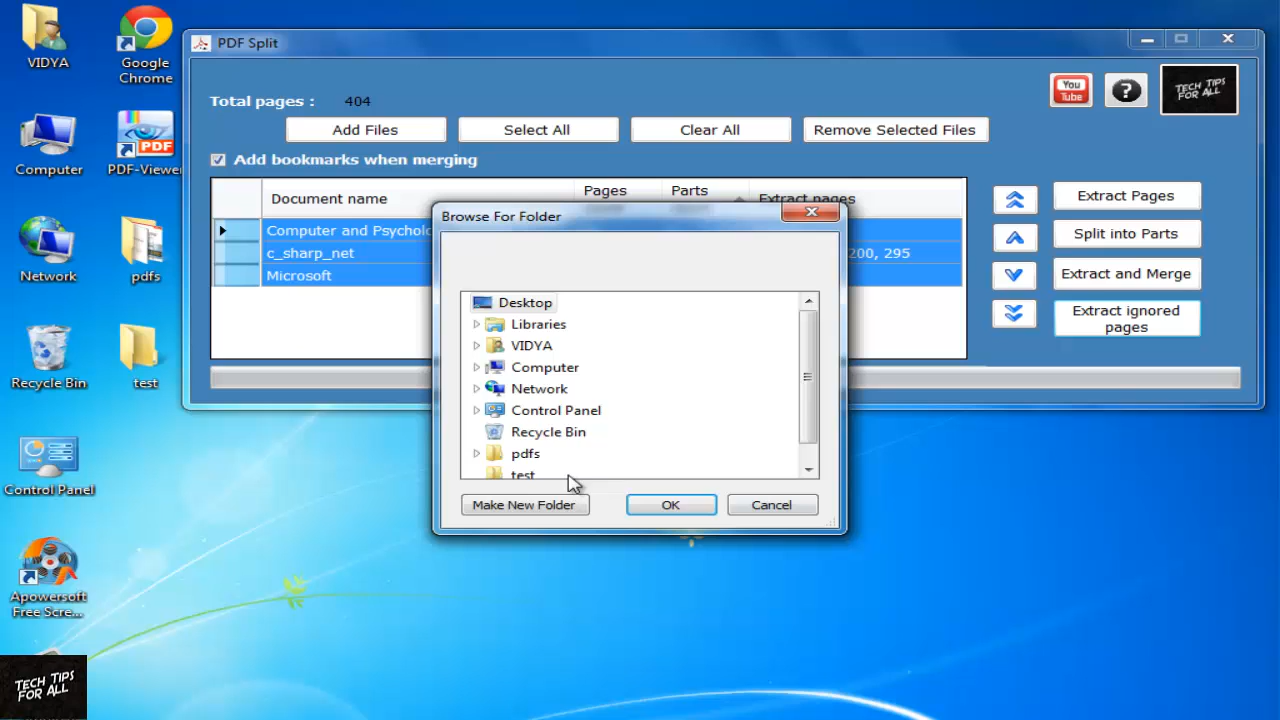 VIDYA
Google
Chrome
Computer
PDF
PDF-Viewer
Network
pdfs
Recycle Bin
test
Control Panel
Apowersoft
Free Scre...
TECH TIPS
FOR ALL
PDF Split
Total pages :
404
You
Tube
?
TECH TIPS
FOR ALL
Add Files
Select All
Clear All
Remove Selected Files
Add bookmarks when merging
Document name
Pages
Parts
Extract pages
Computer and Psycholo
c_sharp_net
200, 295
Microsoft
Extract Pages
Split into Parts
Extract and Merge
Extract ignored
pages
Browse For Folder
Desktop
Libraries
VIDYA
Computer
Network
Control Panel
Recycle Bin
pdfs
test
Make New Folder
OK
Cancel